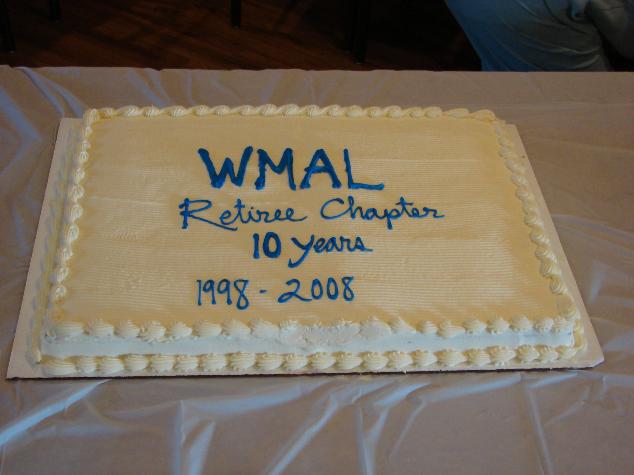 WMAL
Retiree Chapter
10 years
1998 - 2008